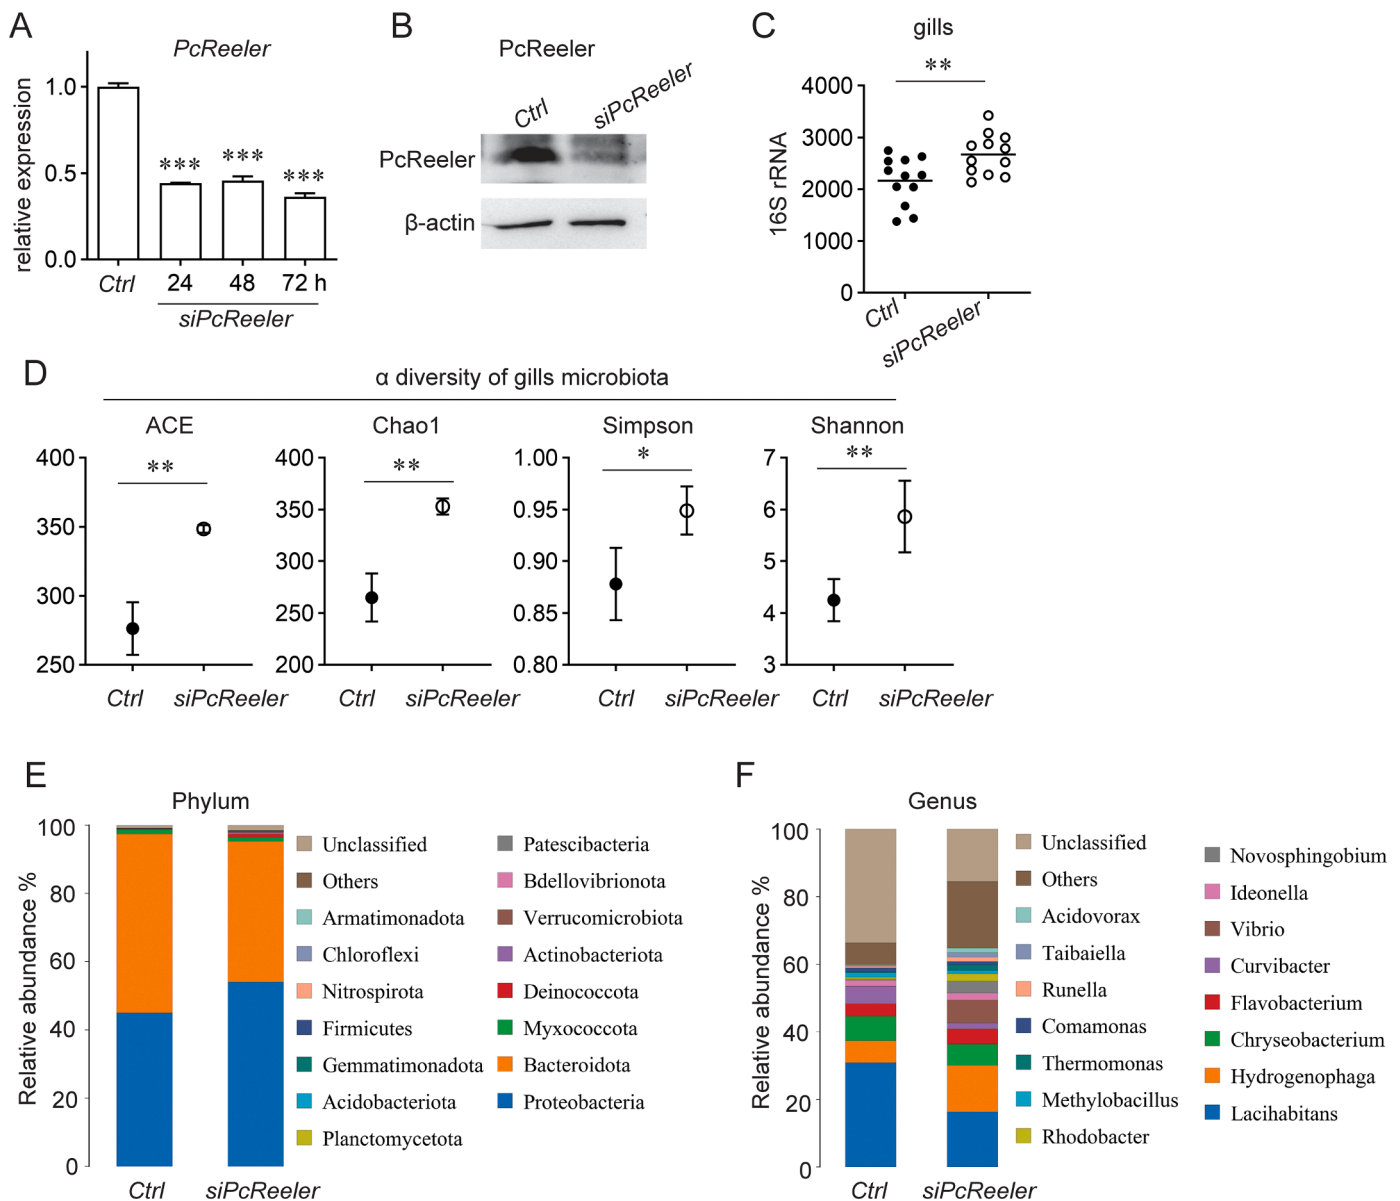 A
PcReeler
relative expression
1.0
0.5
0.0
***
***
***
Ctrl
24
48
72 h
siPcReeler
B
PcReeler
Ctrl
siPcReeler
PcReeler
β-actin
C
gills
**
16S rRNA
4000
3000
2000
1000
0
Ctrl
siPcReeler
D
α diversity of gills microbiota
ACE
**
400
350
300
250
Ctrl
siPcReeler
Chao1
**
400
350
300
250
200
Ctrl
siPcReeler
Simpson
*
1.00
0.95
0.90
0.85
0.80
Ctrl
siPcReeler
Shannon
**
7
6
5
4
3
Ctrl
siPcReeler
E
Phylum
Relative abundance %
100
80
60
40
20
0
Ctrl
siPcReeler
Unclassified
Others
Armatimonadota
Chloroflexi
Nitrospirota
Firmicutes
Gemmatimonadota
Acidobacteriota
Planctomycetota
Patescibacteria
Bdellovibrionota
Verrucomicrobiota
Actinobacteriota
Deinococcota
Myxococcota
Bacteroidota
Proteobacteria
F
Genus
Relative abundance %
100
80
60
40
20
0
Ctrl
siPcReeler
Unclassified
Others
Acidovorax
Taibaiella
Runella
Comamonas
Thermomonas
Methylobacillus
Rhodobacter
Novosphingobium
Ideonella
Vibrio
Curvibacter
Flavobacterium
Chryseobacterium
Hydrogenophaga
Lacihabitans